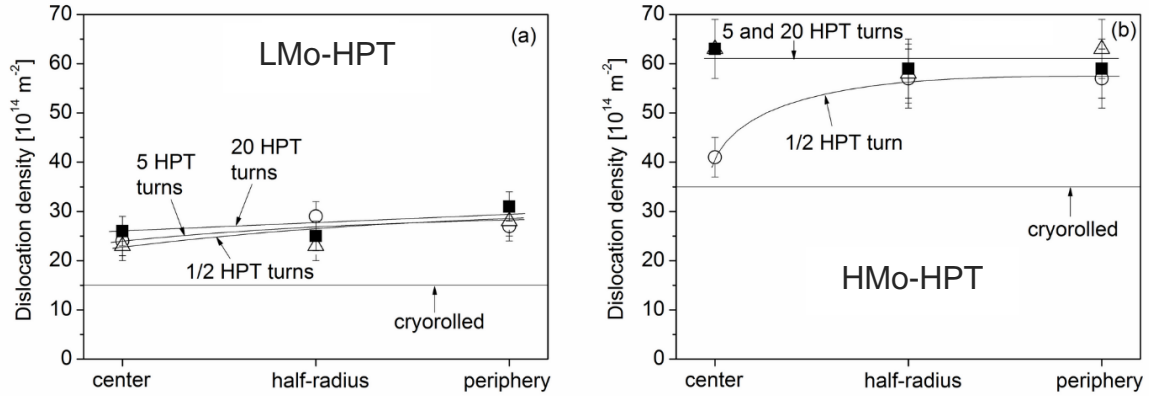 Dislocation density [10¹⁴ m⁻²]
70
60
50
40
30
20
10
0
(a)
LMo-HPT
5 HPT
turns
20 HPT
turns
1/2 HPT turns
cryorolled
center
half-radius
periphery
Dislocation density [10¹⁴ m⁻²]
70
60
50
40
30
20
10
0
(b)
5 and 20 HPT turns
1/2 HPT turn
cryorolled
HMo-HPT
center
half-radius
periphery